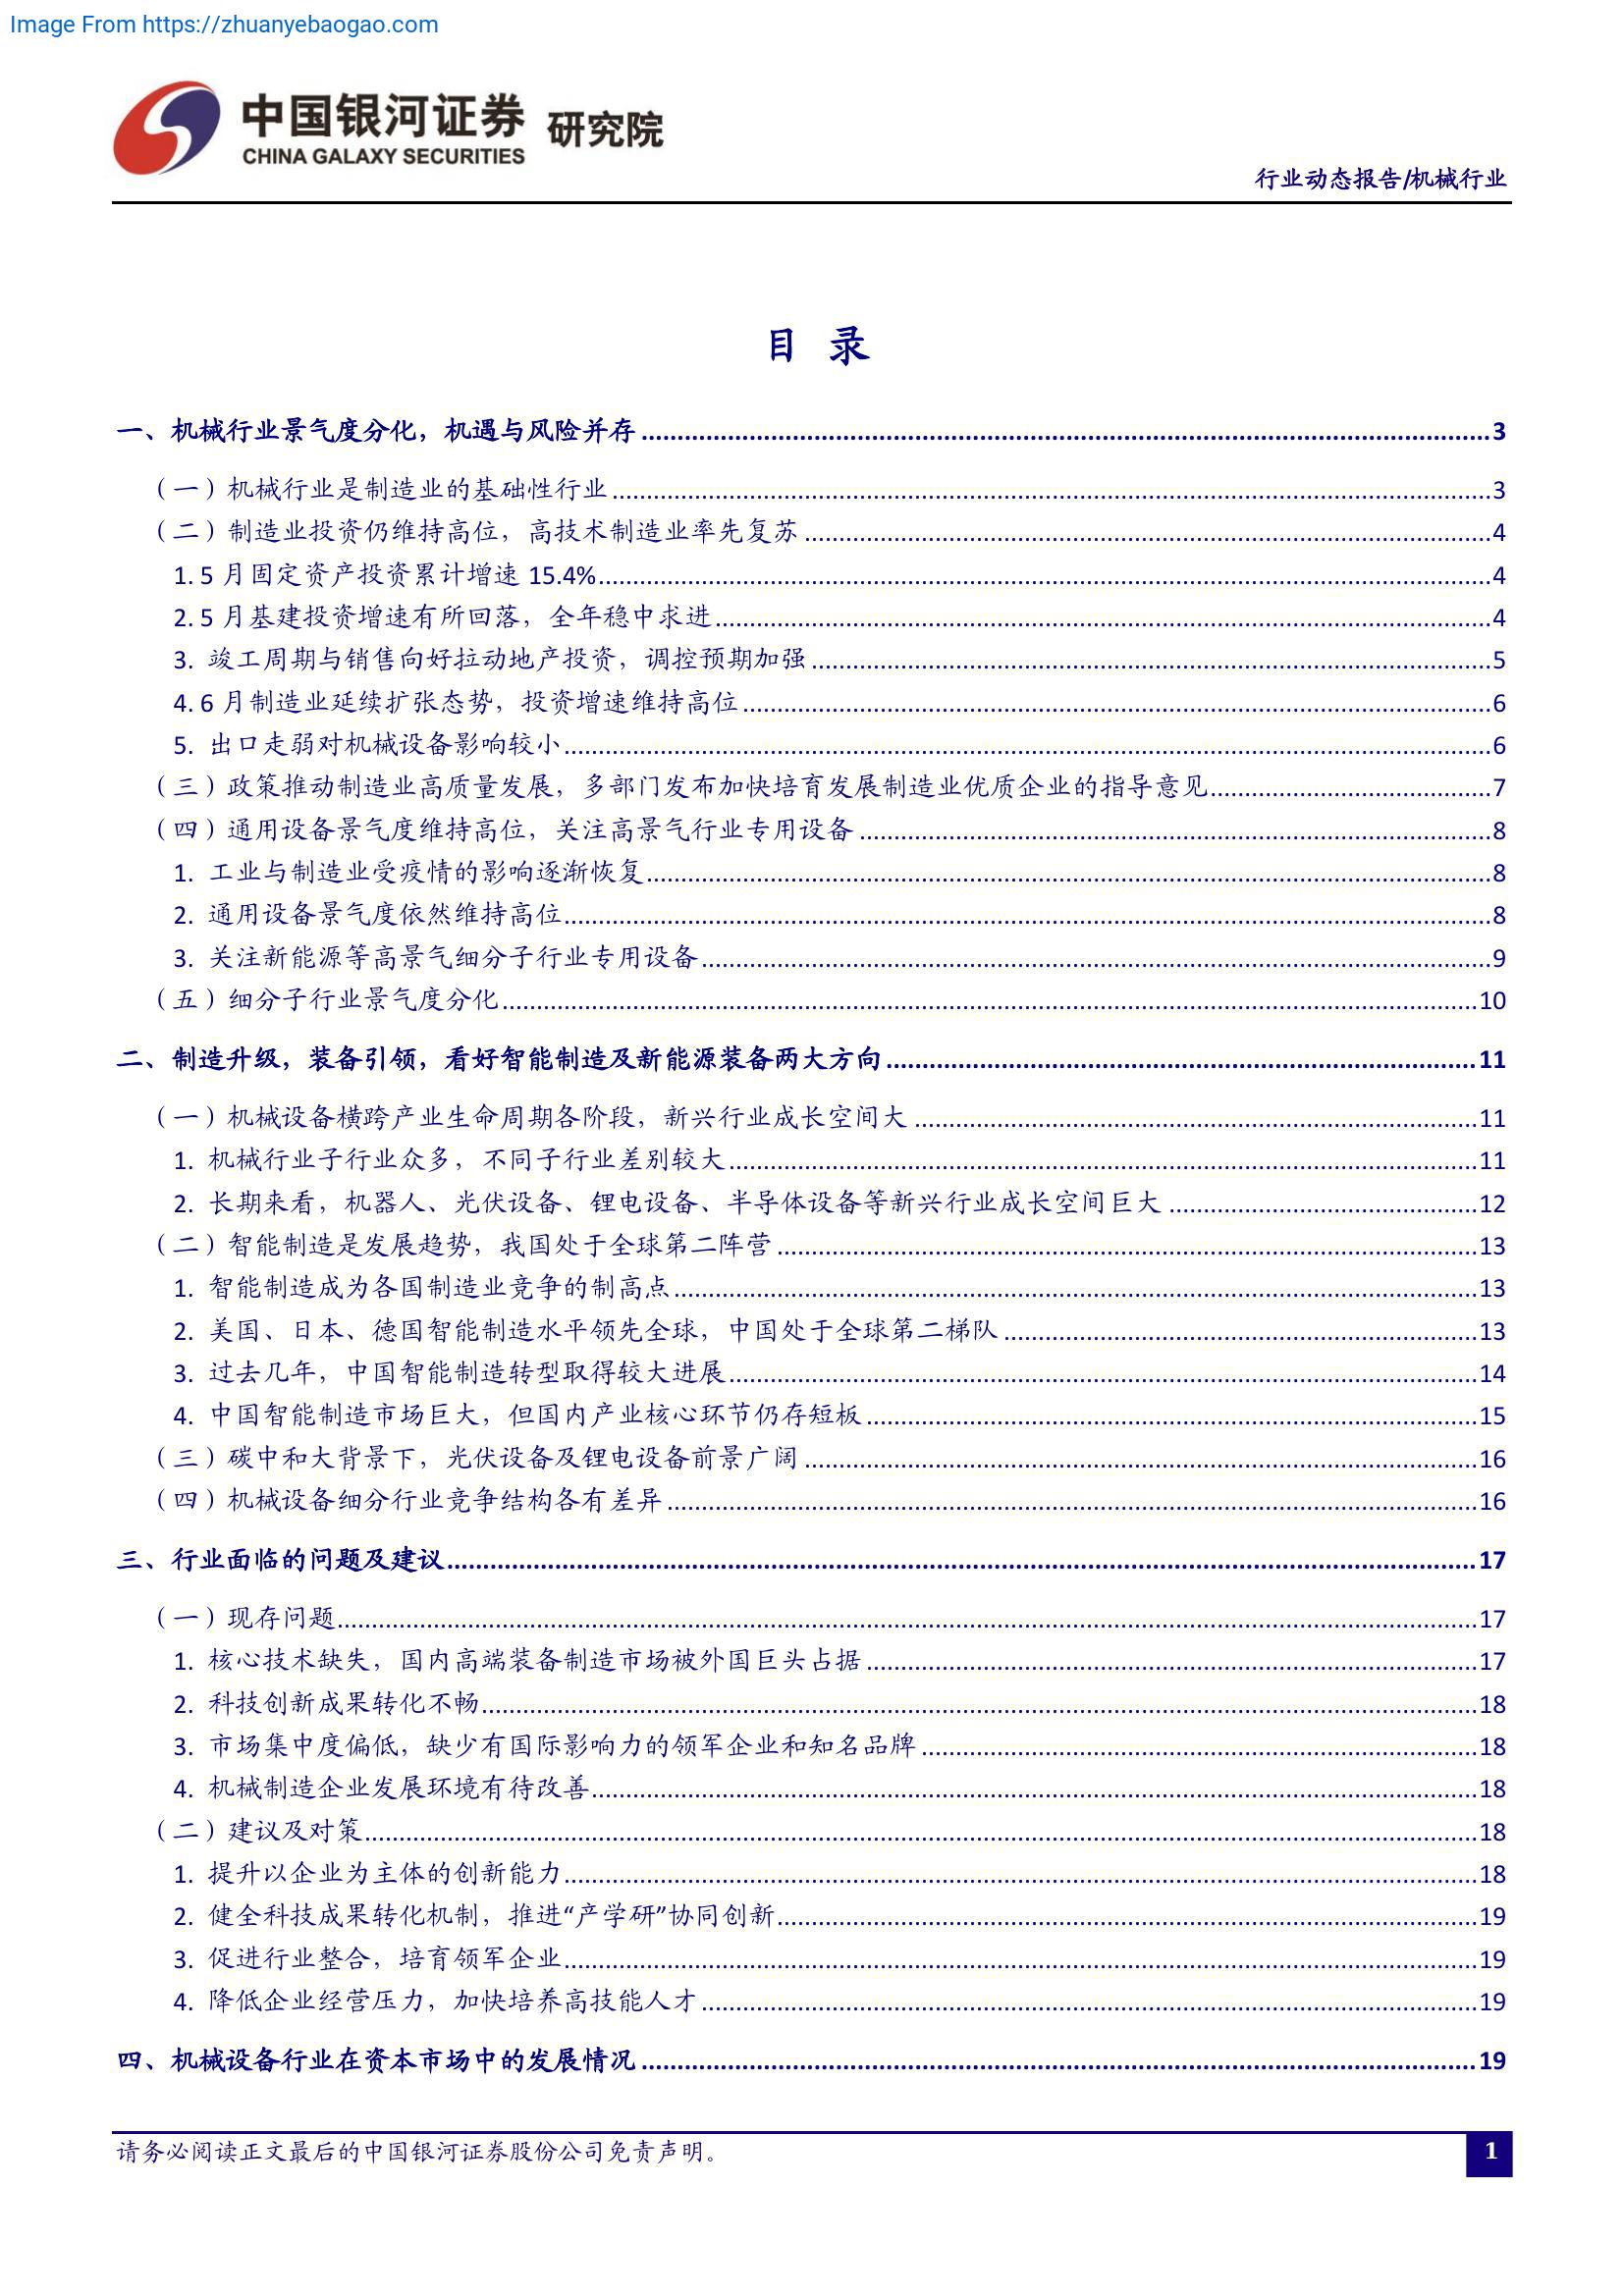 Image From https://zhuanyebaogao.com
中国银河证券 研究院
CHINA GALAXY SECURITIES
行业动态报告/机械行业
目 录
一、机械行业景气度分化，机遇与风险并存 3
（一）机械行业是制造业的基础性行业 3
（二）制造业投资仍维持高位，高技术制造业率先复苏 4
1. 5 月固定资产投资累计增速 15.4% 4
2. 5 月基建投资增速有所回落，全年稳中求进 4
3. 竣工周期与销售向好拉动地产投资，调控预期加强 5
4. 6 月制造业延续扩张态势，投资增速维持高位 6
5. 出口走弱对机械设备影响较小 6
（三）政策推动制造业高质量发展，多部门发布加快培育发展制造业优质企业的指导意见 7
（四）通用设备景气度维持高位，关注高景气行业专用设备 8
1. 工业与制造业受疫情的影响逐渐恢复 8
2. 通用设备景气度依然维持高位 8
3. 关注新能源等高景气细分子行业专用设备 9
（五）细分子行业景气度分化 10
二、制造升级，装备引领，看好智能制造及新能源装备两大方向 11
（一）机械设备横跨产业生命周期各阶段，新兴行业成长空间大 11
1. 机械行业子行业众多，不同子行业差别较大 11
2. 长期来看，机器人、光伏设备、锂电设备、半导体设备等新兴行业成长空间巨大 12
（二）智能制造是发展趋势，我国处于全球第二阵营 13
1. 智能制造成为各国制造业竞争的制高点 13
2. 美国、日本、德国智能制造水平领先全球，中国处于全球第二梯队 13
3. 过去几年，中国智能制造转型取得较大进展 14
4. 中国智能制造市场巨大，但国内产业核心环节仍存短板 15
（三）碳中和大背景下，光伏设备及锂电设备前景广阔 16
（四）机械设备细分行业竞争结构各有差异 16
三、行业面临的问题及建议 17
（一）现存问题 17
1. 核心技术缺失，国内高端装备制造市场被外国巨头占据 17
2. 科技创新成果转化不畅 18
3. 市场集中度偏低，缺少有国际影响力的领军企业和知名品牌 18
4. 机械制造企业发展环境有待改善 18
（二）建议及对策 18
1. 提升以企业为主体的创新能力 18
2. 健全科技成果转化机制，推进“产学研”协同创新 19
3. 促进行业整合，培育领军企业 19
4. 降低企业经营压力，加快培养高技能人才 19
四、机械设备行业在资本市场中的发展情况 19
请务必阅读正文最后的中国银河证券股份公司免责声明。
1